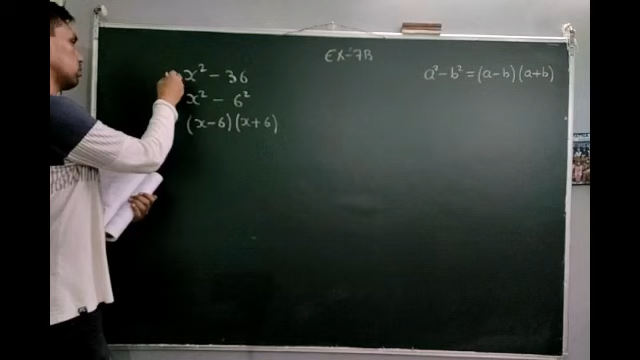 EX-7B
x² - 36
x² - 6²
(x-6)(x+6)
a² - b² = (a-b)(a+b)